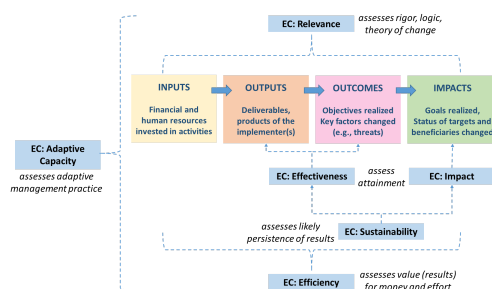 EC: Relevance
assesses rigor, logic,
theory of change
INPUTS
Financial and
human resources
invested in activities
OUTPUTS
Deliverables,
products of the
implementer(s)
OUTCOMES
Objectives realized
Key factors changed
(e.g., threats)
IMPACTS
Goals realized,
Status of targets and
beneficiaries changed
EC: Adaptive
Capacity
assesses adaptive
management practice
EC: Effectiveness
assess
attainment
EC: Impact
assesses likely
persistence of results
EC: Sustainability
EC: Efficiency
assesses value (results)
for money and effort